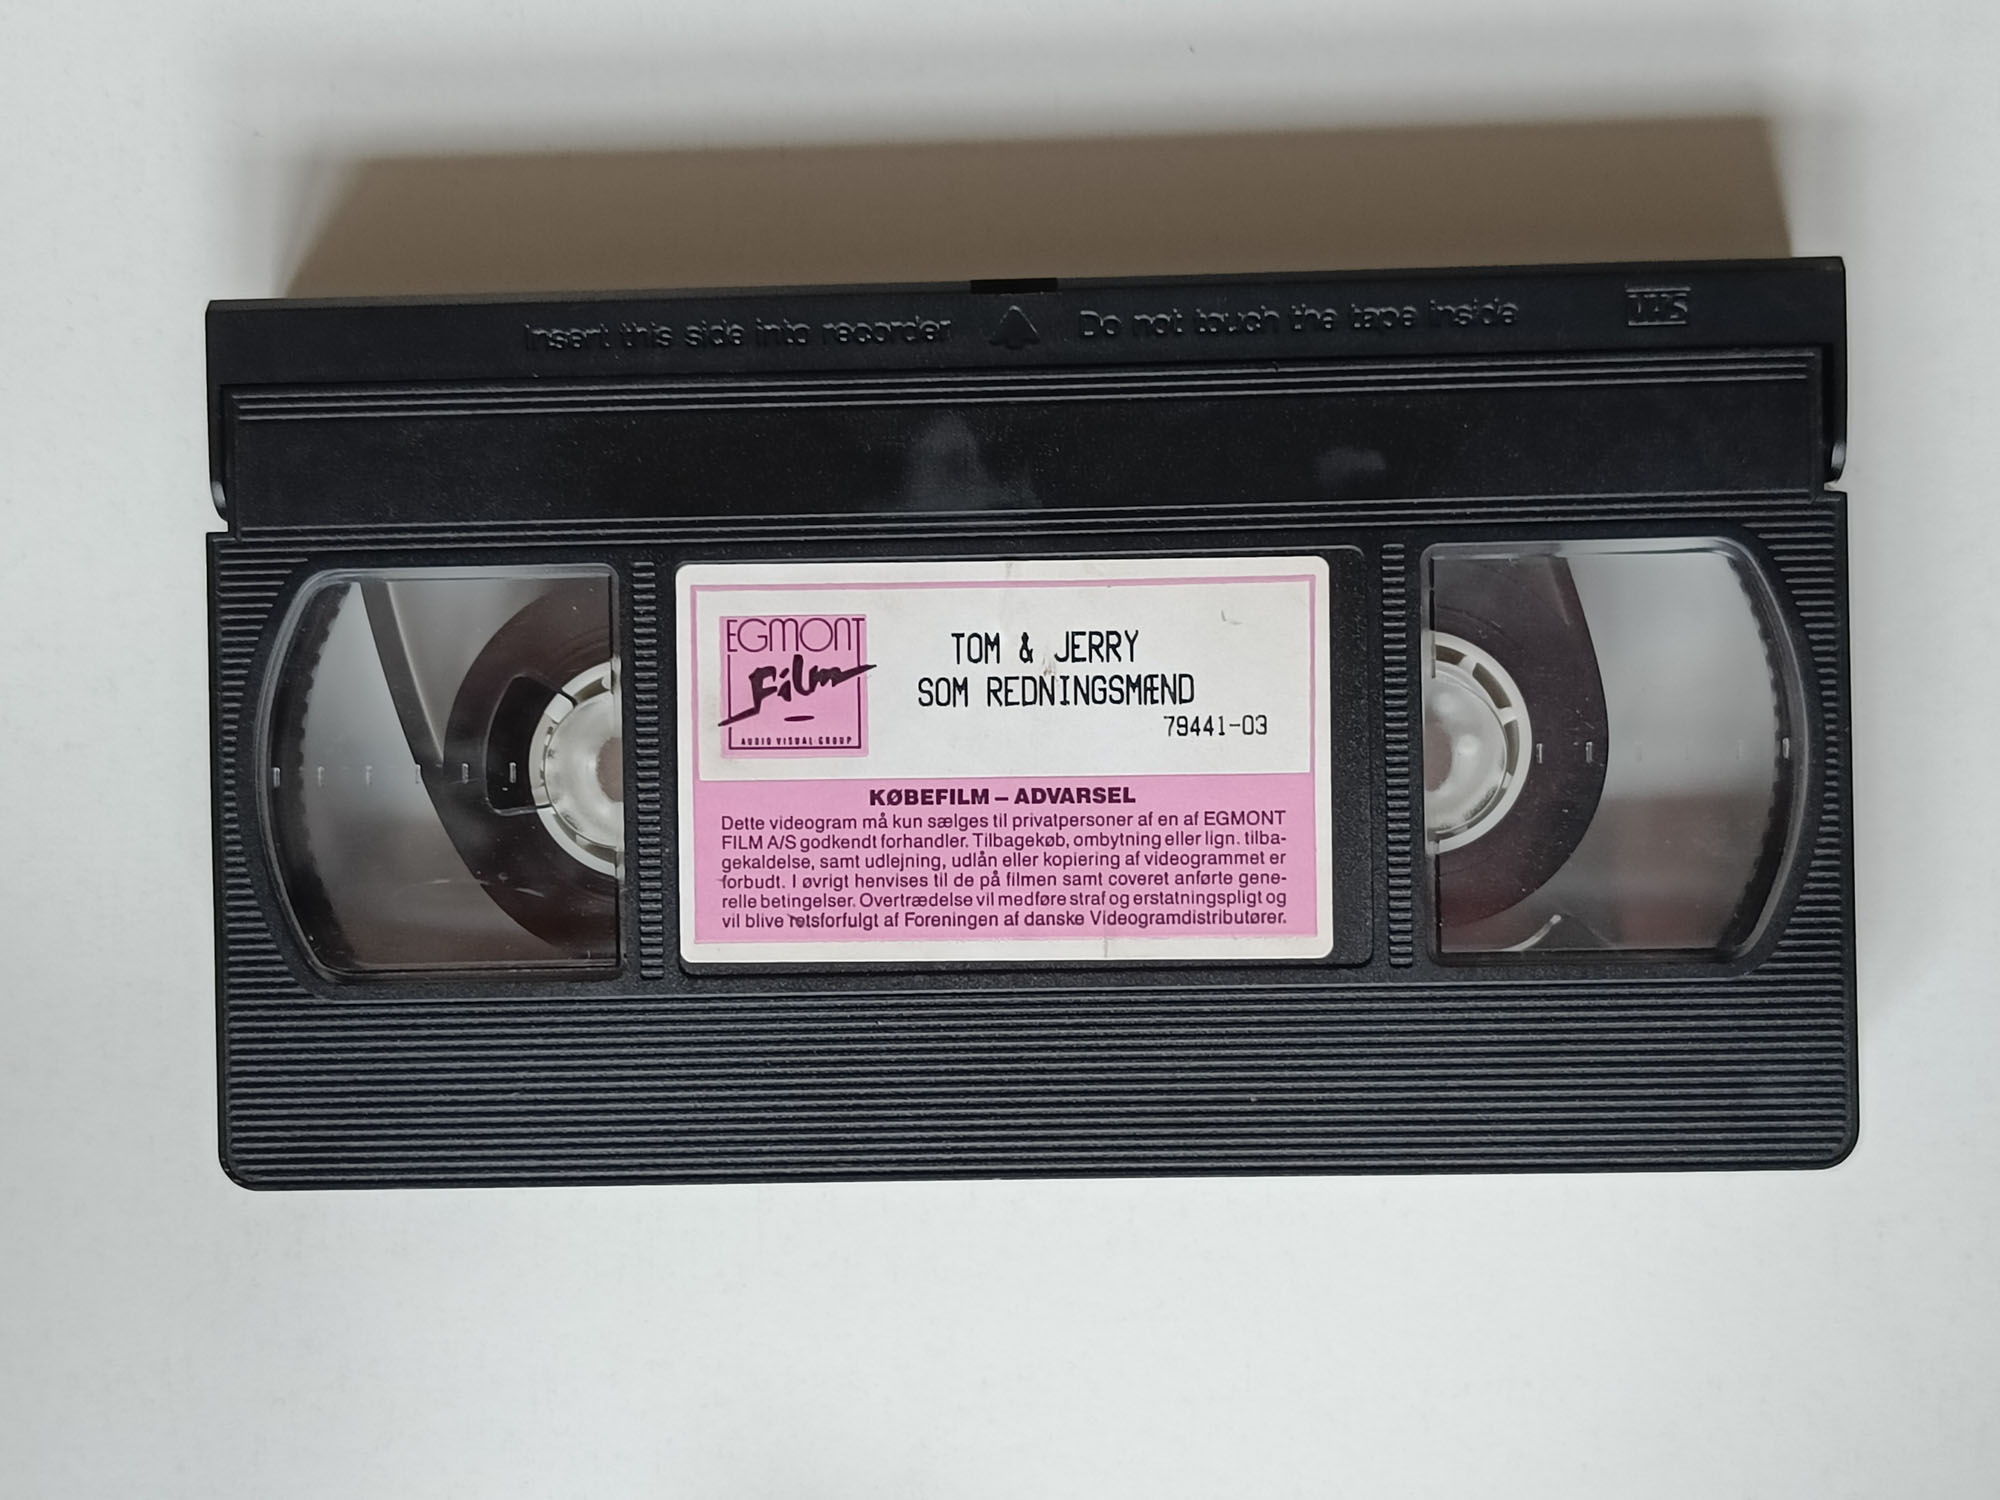 Insert this side into recorder
Do not touch the tape inside
VHS
EGMONT
Film
AUDIO VISUAL GROUP
TOM & JERRY
SOM REDNINGSMÆND
79441-03
KØBEFILM – ADVARSEL
Dette videogram må kun sælges til privatpersoner af en af EGMONT
FILM A/S godkendt forhandler. Tilbagekøb, ombytning eller lign. tilba-
gekaldelse, samt udlejning, udlån eller kopiering af videogrammet er
forbudt. I øvrigt henvises til de på filmen samt coveret anførte gene-
relle betingelser. Overtrædelse vil medføre straf og erstatningspligt og
vil blive retsforfulgt af Foreningen af danske Videogramdistributører.